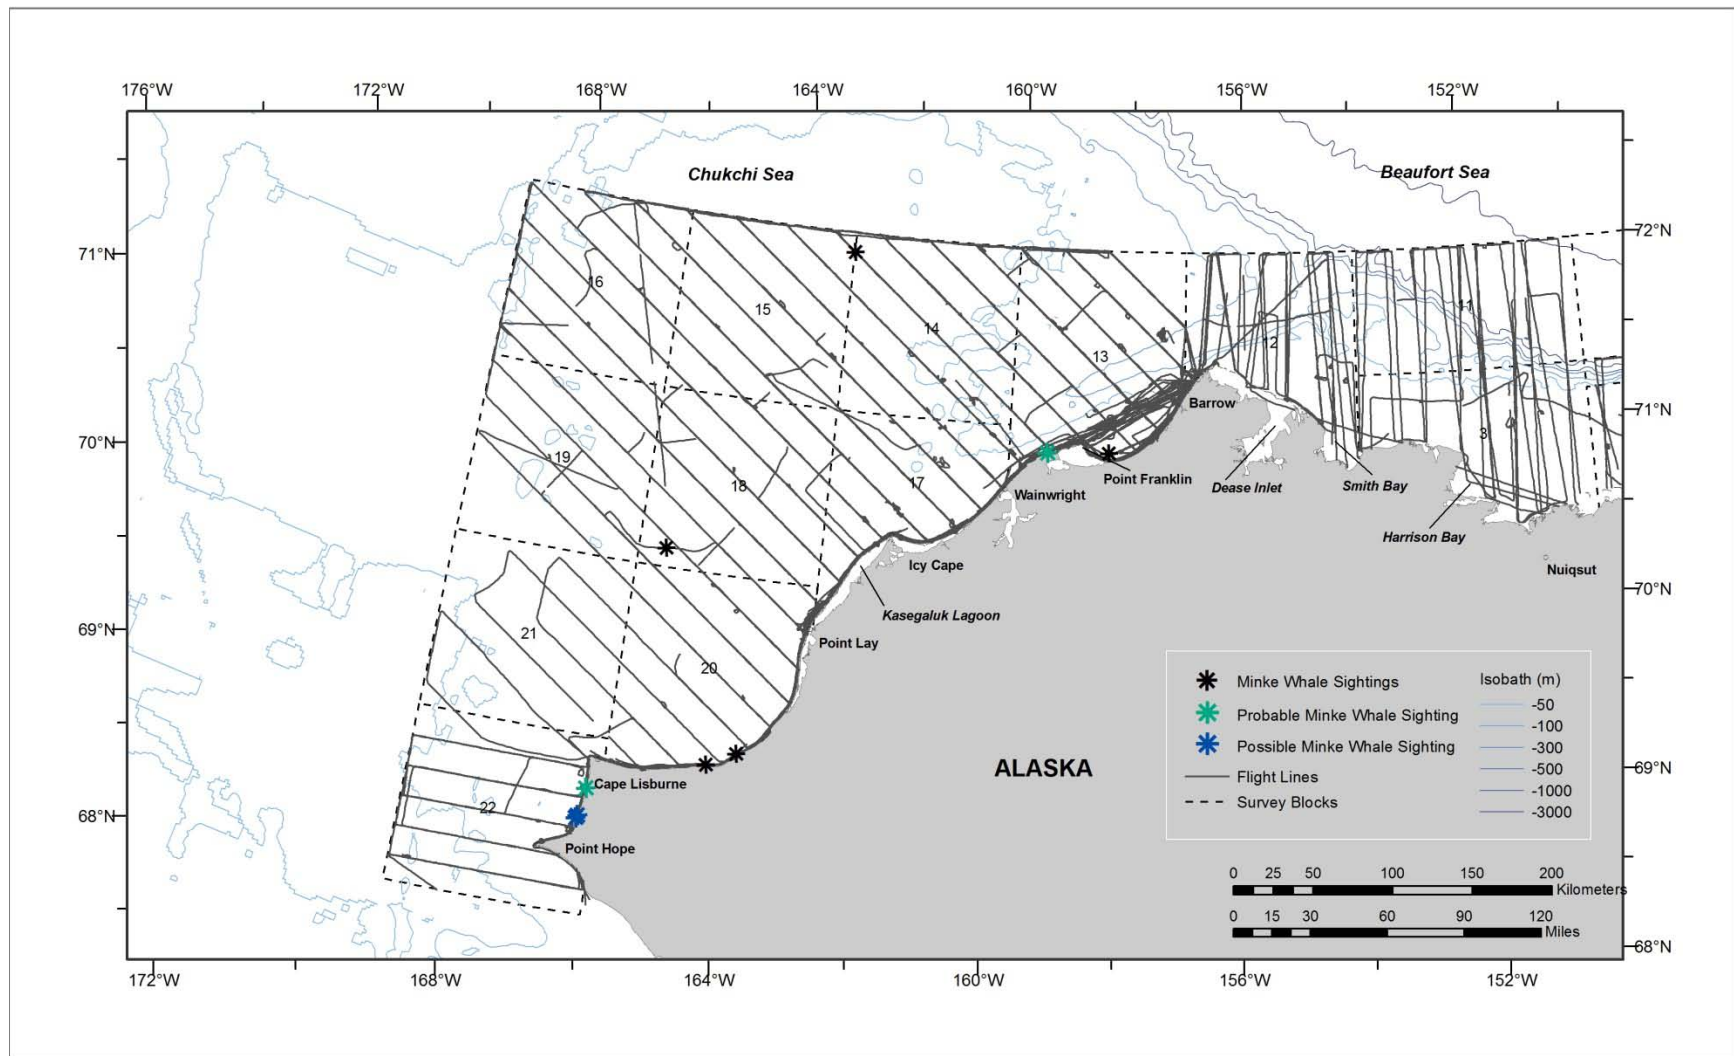 176°W 172°W 168°W 164°W 160°W 156°W 152°W
Chukchi Sea
Beaufort Sea
72°N
71°N
16
15
14
11
13
12
Barrow
71°N
70°N
19
18
17
3
Wainwright
Point Franklin
Dease Inlet
Smith Bay
Harrison Bay
Icy Cape
Nuiqsut
70°N
Kasegaluk Lagoon
69°N
21
20
Point Lay
Minke Whale Sightings
Probable Minke Whale Sighting
Possible Minke Whale Sighting
Flight Lines
Survey Blocks
Isobath (m)
-50
-100
-300
-500
-1000
-3000
ALASKA
69°N
Cape Lisburne
22
68°N
Point Hope
0 25 50 100 150 200
Kilometers
0 15 30 60 90 120
Miles
68°N
172°W 168°W 164°W 160°W 156°W 152°W